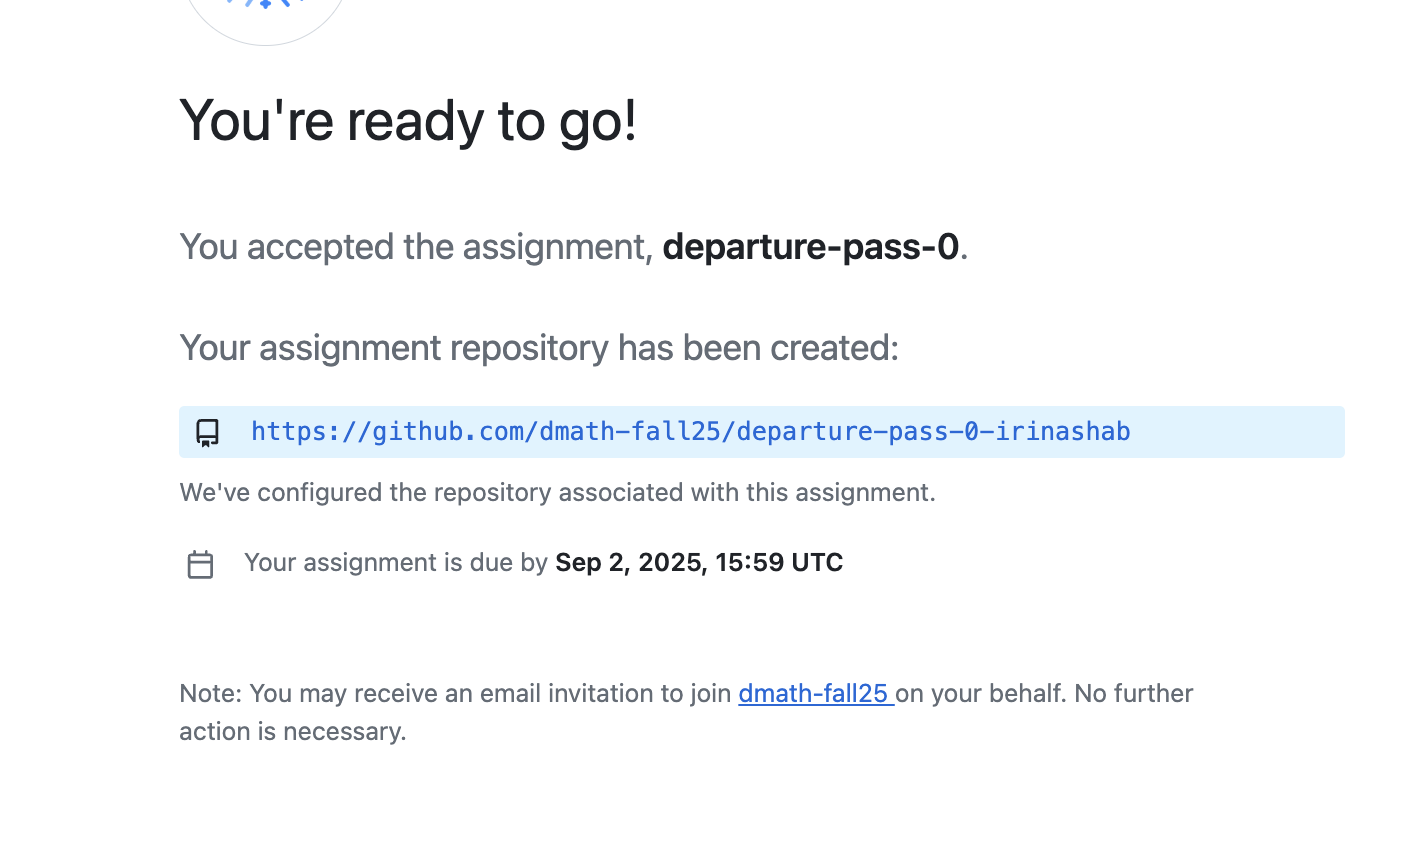 You're ready to go!
You accepted the assignment, departure-pass-0.
Your assignment repository has been created:
https://github.com/dmath-fall25/departure-pass-0-irinashab
We've configured the repository associated with this assignment.
Your assignment is due by Sep 2, 2025, 15:59 UTC
Note: You may receive an email invitation to join dmath-fall25 on your behalf. No further
action is necessary.